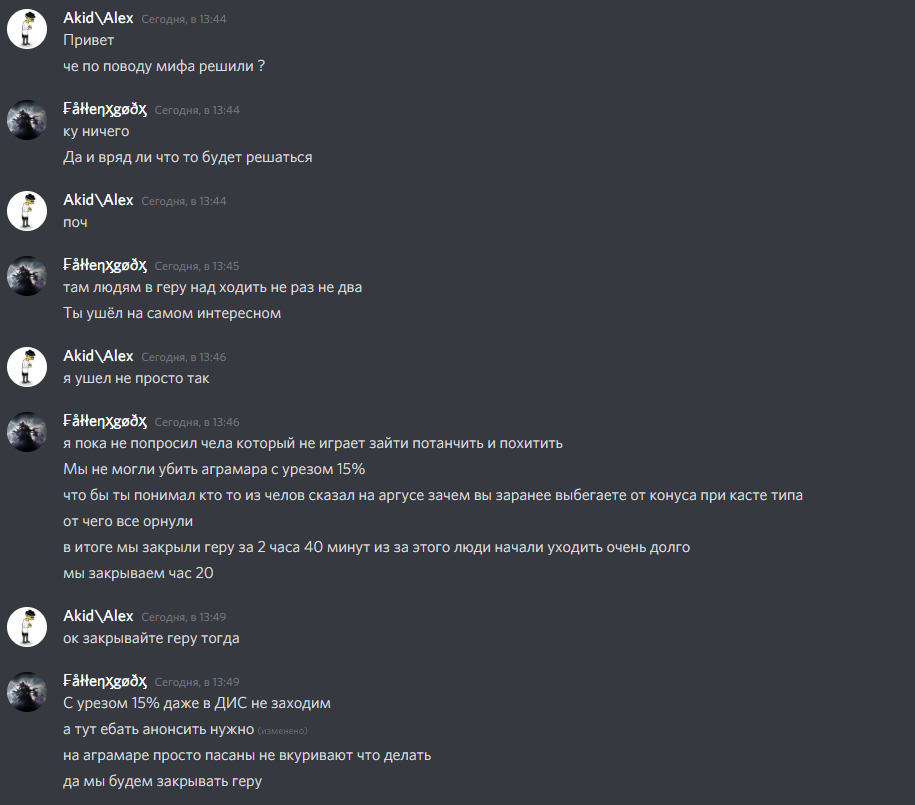 Akid\Alex Сегодня, в 13:44
Привет
че по поводу мифа решили ?
₣åłłeηӽgøðӽ Сегодня, в 13:44
ку ничего
Да и вряд ли что то будет решаться
Akid\Alex Сегодня, в 13:44
поч
₣åłłeηӽgøðӽ Сегодня, в 13:45
там людям в геру над ходить не раз не два
Ты ушёл на самом интересном
Akid\Alex Сегодня, в 13:46
я ушел не просто так
₣åłłeηӽgøðӽ Сегодня, в 13:46
я пока не попросил чела который не играет зайти потанчить и похитить
Мы не могли убить аграмара с урезом 15%
что бы ты понимал кто то из челов сказал на аргусе зачем вы заранее выбегаете от конуса при касте типа
от чего все орнули
в итоге мы закрыли геру за 2 часа 40 минут из за этого люди начали уходить очень долго
мы закрываем час 20
Akid\Alex Сегодня, в 13:49
ок закрывайте геру тогда
₣åłłeηӽgøðӽ Сегодня, в 13:49
С урезом 15% даже в ДИС не заходим
а тут ебать анонсить нужно (изменено)
на аграмаре просто пасаны не вкуривают что делать
да мы будем закрывать геру